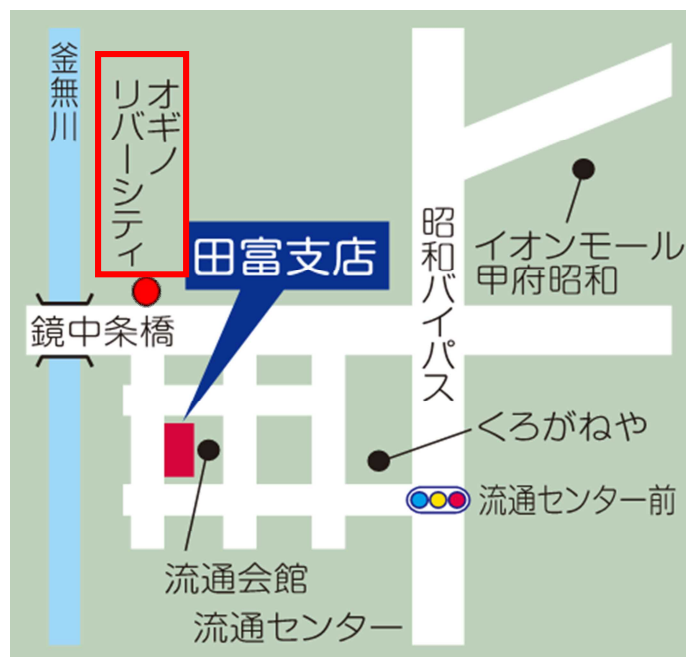 釜無川
オギノ
リバーシティ
田富支店
昭和バイパス
イオンモール
甲府昭和
鏡中条橋
くろがねや
流通センター前
流通会館
流通センター